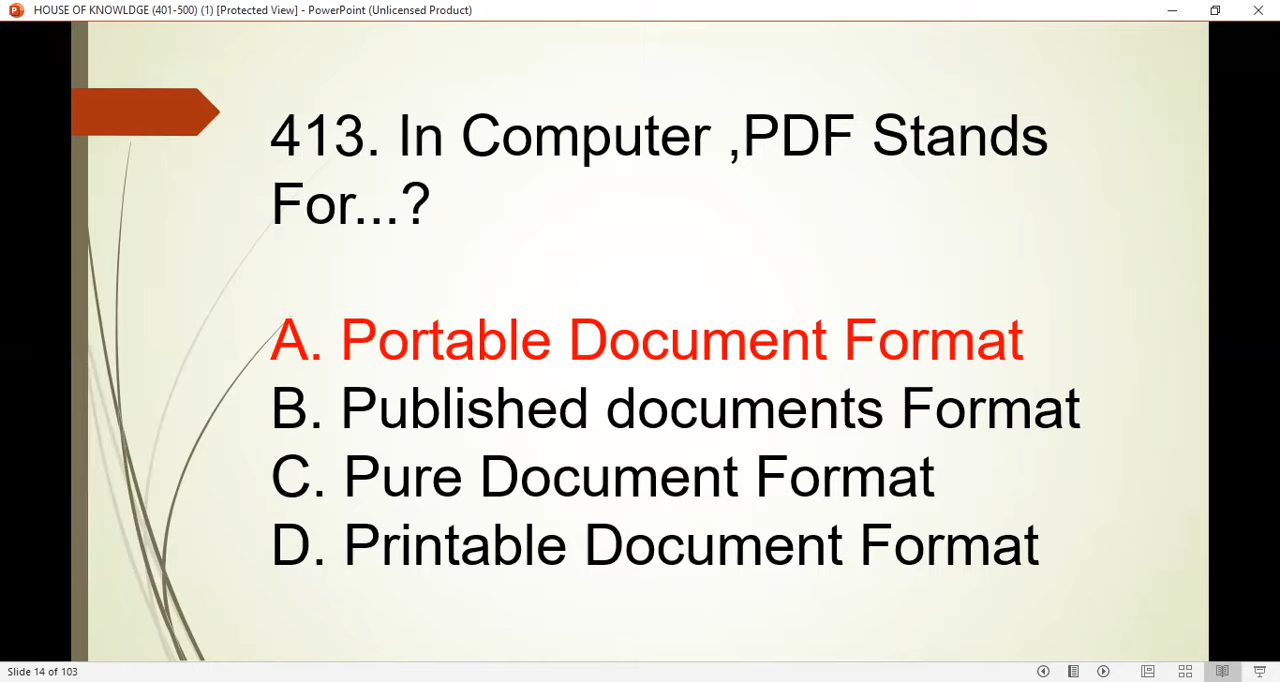 HOUSE OF KNOWLDGE (401-500) (1) [Protected View] - PowerPoint (Unlicensed Product)
413. In Computer ,PDF Stands
For...?
A. Portable Document Format
B. Published documents Format
C. Pure Document Format
D. Printable Document Format
Slide 14 of 103